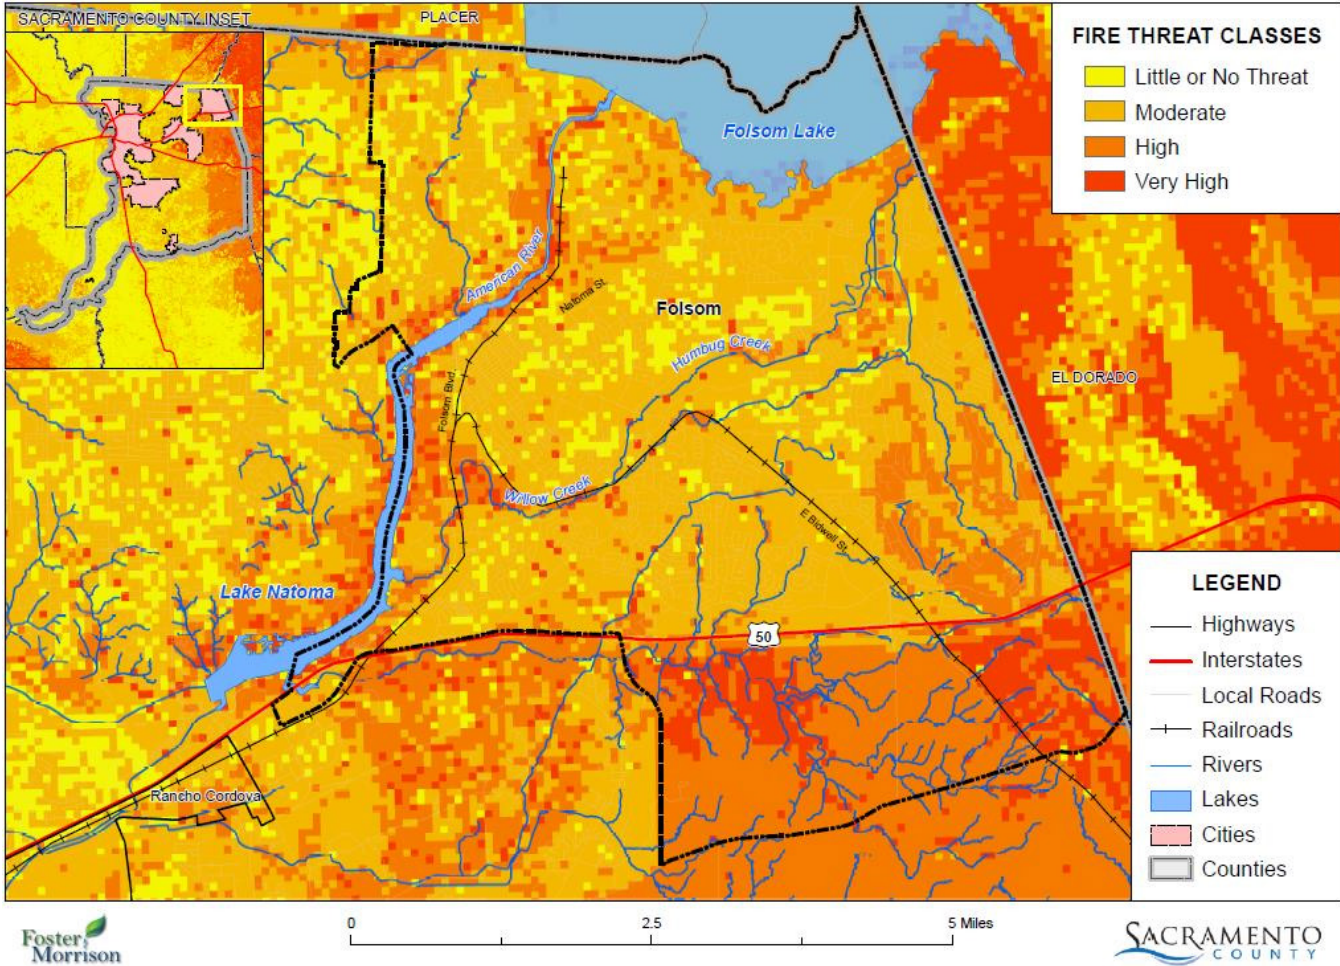 SACRAMENTO COUNTY INSET
PLACER
FIRE THREAT CLASSES
Little or No Threat
Moderate
High
Very High
Folsom Lake
American River
Natoma St.
Folsom
Humbug Creek
EL DORADO
Folsom Blvd.
Willow Creek
E Bidwell St.
Lake Natoma
50
Rancho Cordova
LEGEND
Highways
Interstates
Local Roads
Railroads
Rivers
Lakes
Cities
Counties
Foster
Morrison
0
2.5
5 Miles
SACRAMENTO
COUNTY